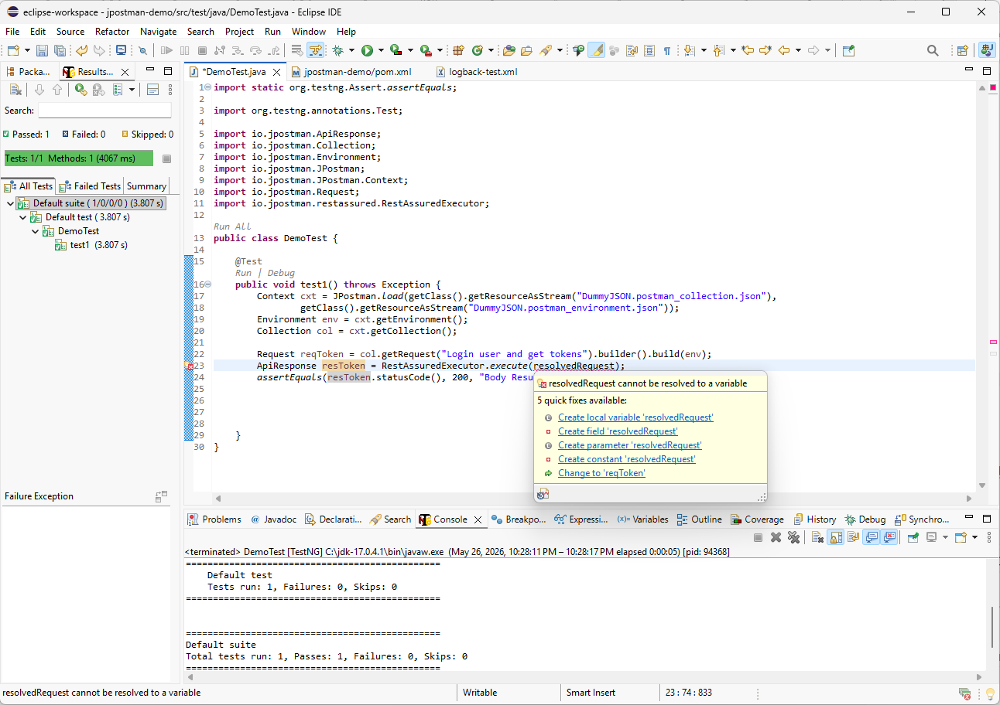 eclipse-workspace - jpostman-demo/src/test/java/DemoTest.java - Eclipse IDE
File Edit Source Refactor Navigate Search Project Run Window Help
Packa... Results...
*DemoTest.java jpostman-demo/pom.xml logback-test.xml
Search:
Passed: 1 Failed: 0 Skipped: 0
Tests: 1/1 Methods: 1 (4067 ms)
All Tests Failed Tests Summary
Default suite ( 1/0/0/0 ) (3.807 s)
Default test ( 3.807 s)
DemoTest
test1 (3.807 s)
Failure Exception
1 import static org.testng.Assert.assertEquals;
2
3 import org.testng.annotations.Test;
4
5 import io.jpostman.ApiResponse;
6 import io.jpostman.Collection;
7 import io.jpostman.Environment;
8 import io.jpostman.JPostman;
9 import io.jpostman.JPostman.Context;
10 import io.jpostman.Request;
11 import io.jpostman.restassured.RestAssuredExecutor;
12
Run All
13 public class DemoTest {
14
15 @Test
Run | Debug
16 public void test1() throws Exception {
17 Context cxt = JPostman.load(getClass().getResourceAsStream("DummyJSON.postman_collection.json"),
18 getClass().getResourceAsStream("DummyJSON.postman_environment.json"));
19 Environment env = cxt.getEnvironment();
20 Collection col = cxt.getCollection();
21
22 Request reqToken = col.getRequest("Login user and get tokens").builder().build(env);
23 ApiResponse resToken = RestAssuredExecutor.execute(resolvedRequest);
24 assertEquals(resToken.statusCode(), 200, "Body Resu
25
26
27
28
29 }
30 }
resolvedRequest cannot be resolved to a variable
5 quick fixes available:
Create local variable 'resolvedRequest'
Create field 'resolvedRequest'
Create parameter 'resolvedRequest'
Create constant 'resolvedRequest'
Change to 'reqToken'
Problems @ Javadoc Declarati... Search Console Breakpo... Expressi... (x)= Variables Outline Coverage History Debug Synchro...
<terminated> DemoTest [TestNG] C:\jdk-17.0.4.1\bin\javaw.exe (May 26, 2026, 10:28:11 PM – 10:28:17 PM elapsed 0:00:05) [pid: 94368]
===============================================
Default test
Tests run: 1, Failures: 0, Skips: 0
===============================================
===============================================
Default suite
Total tests run: 1, Passes: 1, Failures: 0, Skips: 0
===============================================
resolvedRequest cannot be resolved to a variable Writable Smart Insert 23 : 74 : 833